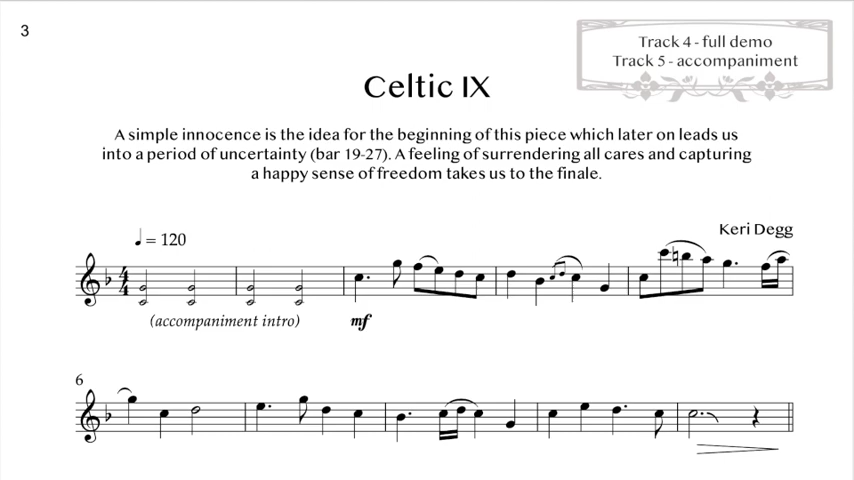 3
Track 4 - full demo
Track 5 - accompaniment
Celtic IX
A simple innocence is the idea for the beginning of this piece which later on leads us
into a period of uncertainty (bar 19-27). A feeling of surrendering all cares and capturing
a happy sense of freedom takes us to the finale.
♩ = 120
Keri Degg
4
4
(accompaniment intro)
mf
6